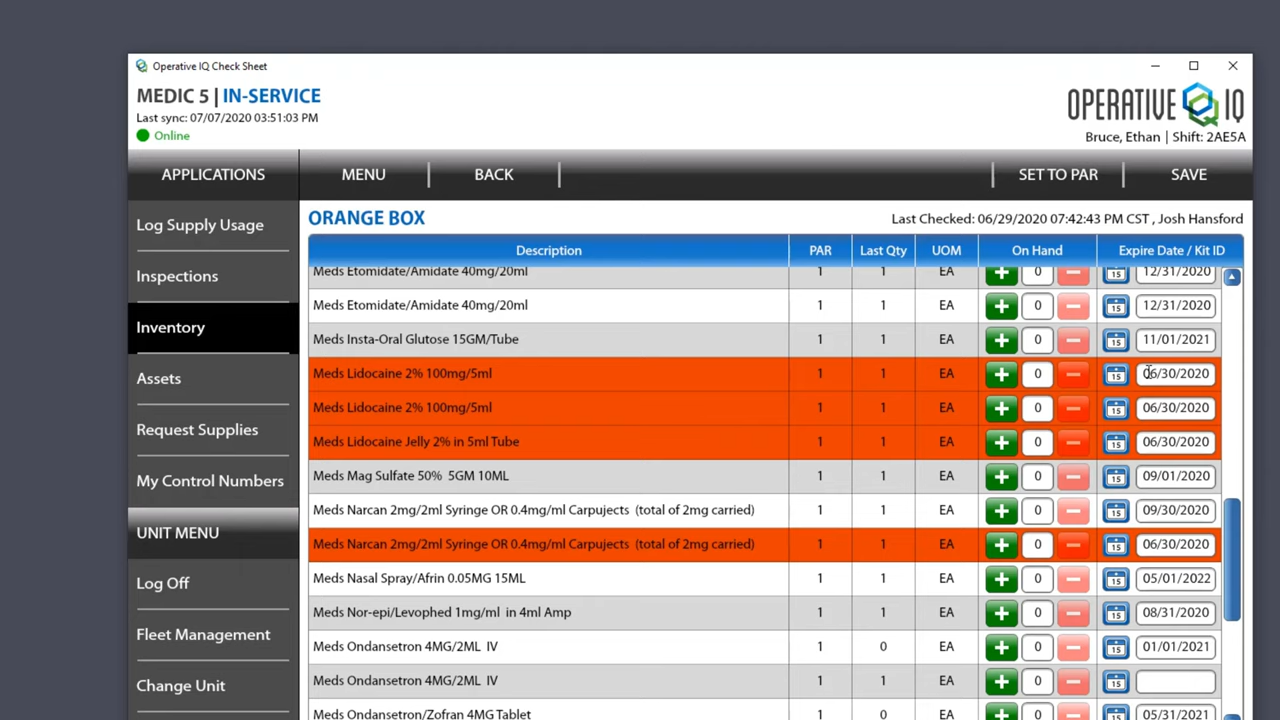 Operative IQ Check Sheet
MEDIC 5 | IN-SERVICE
Last sync: 07/07/2020 03:51:03 PM
Online
OPERATIVE IQ
Bruce, Ethan | Shift: 2AE5A
APPLICATIONS
MENU
BACK
SET TO PAR
SAVE
Log Supply Usage
Inspections
Inventory
Assets
Request Supplies
My Control Numbers
UNIT MENU
Log Off
Fleet Management
Change Unit
ORANGE BOX
Last Checked: 06/29/2020 07:42:43 PM CST , Josh Hansford
Description PAR Last Qty UOM On Hand Expire Date / Kit ID
Meds Etomidate/Amidate 40mg/20ml 1 1 EA + 0 − 15 12/31/2020
Meds Etomidate/Amidate 40mg/20ml 1 1 EA + 0 − 15 12/31/2020
Meds Insta-Oral Glutose 15GM/Tube 1 1 EA + 0 − 15 11/01/2021
Meds Lidocaine 2% 100mg/5ml 1 1 EA + 0 − 15 06/30/2020
Meds Lidocaine 2% 100mg/5ml 1 1 EA + 0 − 15 06/30/2020
Meds Lidocaine Jelly 2% in 5ml Tube 1 1 EA + 0 − 15 06/30/2020
Meds Mag Sulfate 50% 5GM 10ML 1 1 EA + 0 − 15 09/01/2020
Meds Narcan 2mg/2ml Syringe OR 0.4mg/ml Carpujects (total of 2mg carried) 1 1 EA + 0 − 15 09/30/2020
Meds Narcan 2mg/2ml Syringe OR 0.4mg/ml Carpujects (total of 2mg carried) 1 1 EA + 0 − 15 06/30/2020
Meds Nasal Spray/Afrin 0.05MG 15ML 1 1 EA + 0 − 15 05/01/2022
Meds Nor-epi/Levophed 1mg/ml in 4ml Amp 1 1 EA + 0 − 15 08/31/2020
Meds Ondansetron 4MG/2ML IV 1 0 EA + 0 − 15 01/01/2021
Meds Ondansetron 4MG/2ML IV 1 1 EA + 0 − 15
Meds Ondansetron/Zofran 4MG Tablet 1 0 EA + 0 − 15 05/31/2021